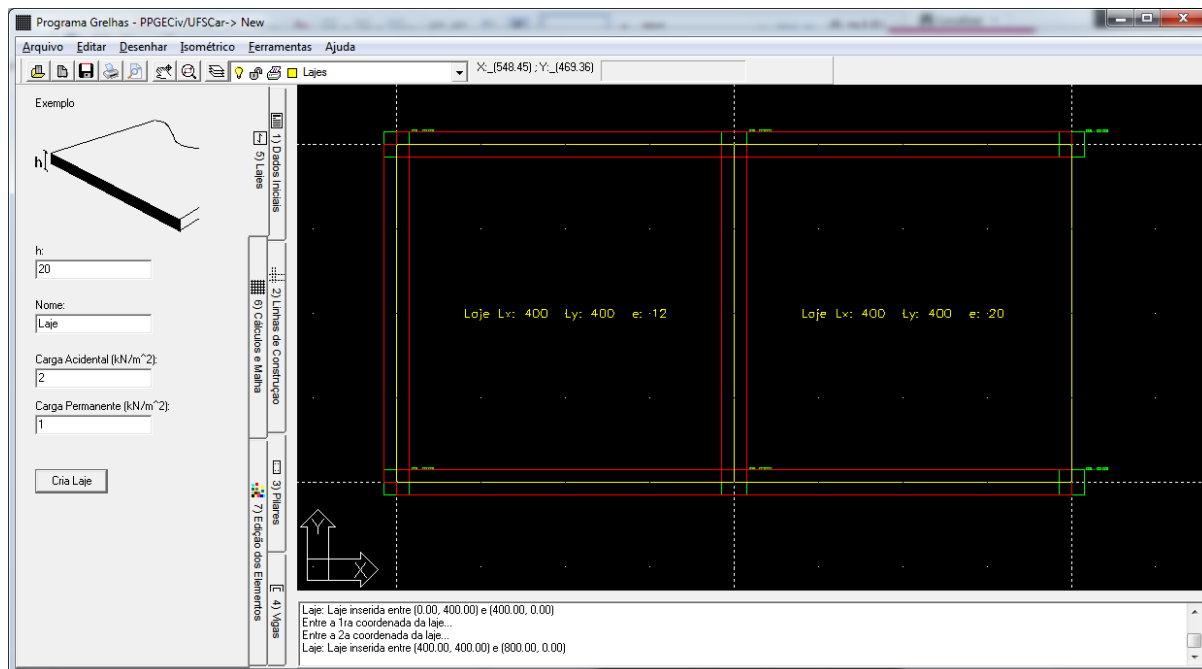 Programa Grelhas - PPGECiv/UFSCar-> New
Arquivo Editar Desenhar Isométrico Ferramentas Ajuda
Lajes
X:_(548.45) ; Y:_(469.36)
Exemplo
h
h:
20
Nome:
Laje
Carga Acidental (kN/m^2):
2
Carga Permanente (kN/m^2):
1
Cria Laje
1) Dados Iniciais
5) Lajes
2) Linhas de Construçao
6) Cálculos e Malha
3) Pilares
7) Edição dos Elementos
4) Vigas
Laje Lx: 400 Ly: 400 e: 12
Laje Lx: 400 Ly: 400 e: 20
Y
X
Laje: Laje inserida entre (0.00, 400.00) e (400.00, 0.00)
Entre a 1ra coordenada da laje...
Entre a 2a coordenada da laje...
Laje: Laje inserida entre (400.00, 400.00) e (800.00, 0.00)